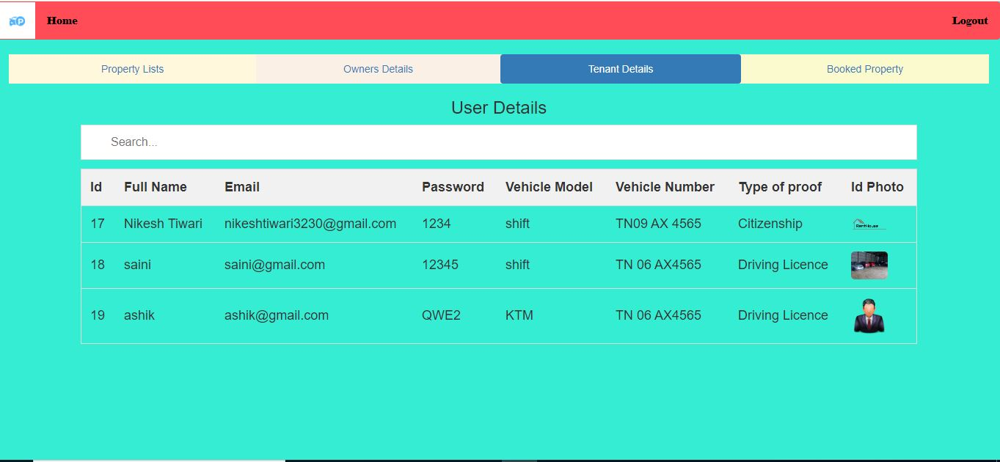 P Home Logout
Property Lists Owners Details Tenant Details Booked Property
User Details
Search...
Id Full Name Email Password Vehicle Model Vehicle Number Type of proof Id Photo
17 Nikesh Tiwari nikeshtiwari3230@gmail.com 1234 shift TN09 AX 4565 Citizenship RentHouse
18 saini saini@gmail.com 12345 shift TN 06 AX4565 Driving Licence
19 ashik ashik@gmail.com QWE2 KTM TN 06 AX4565 Driving Licence